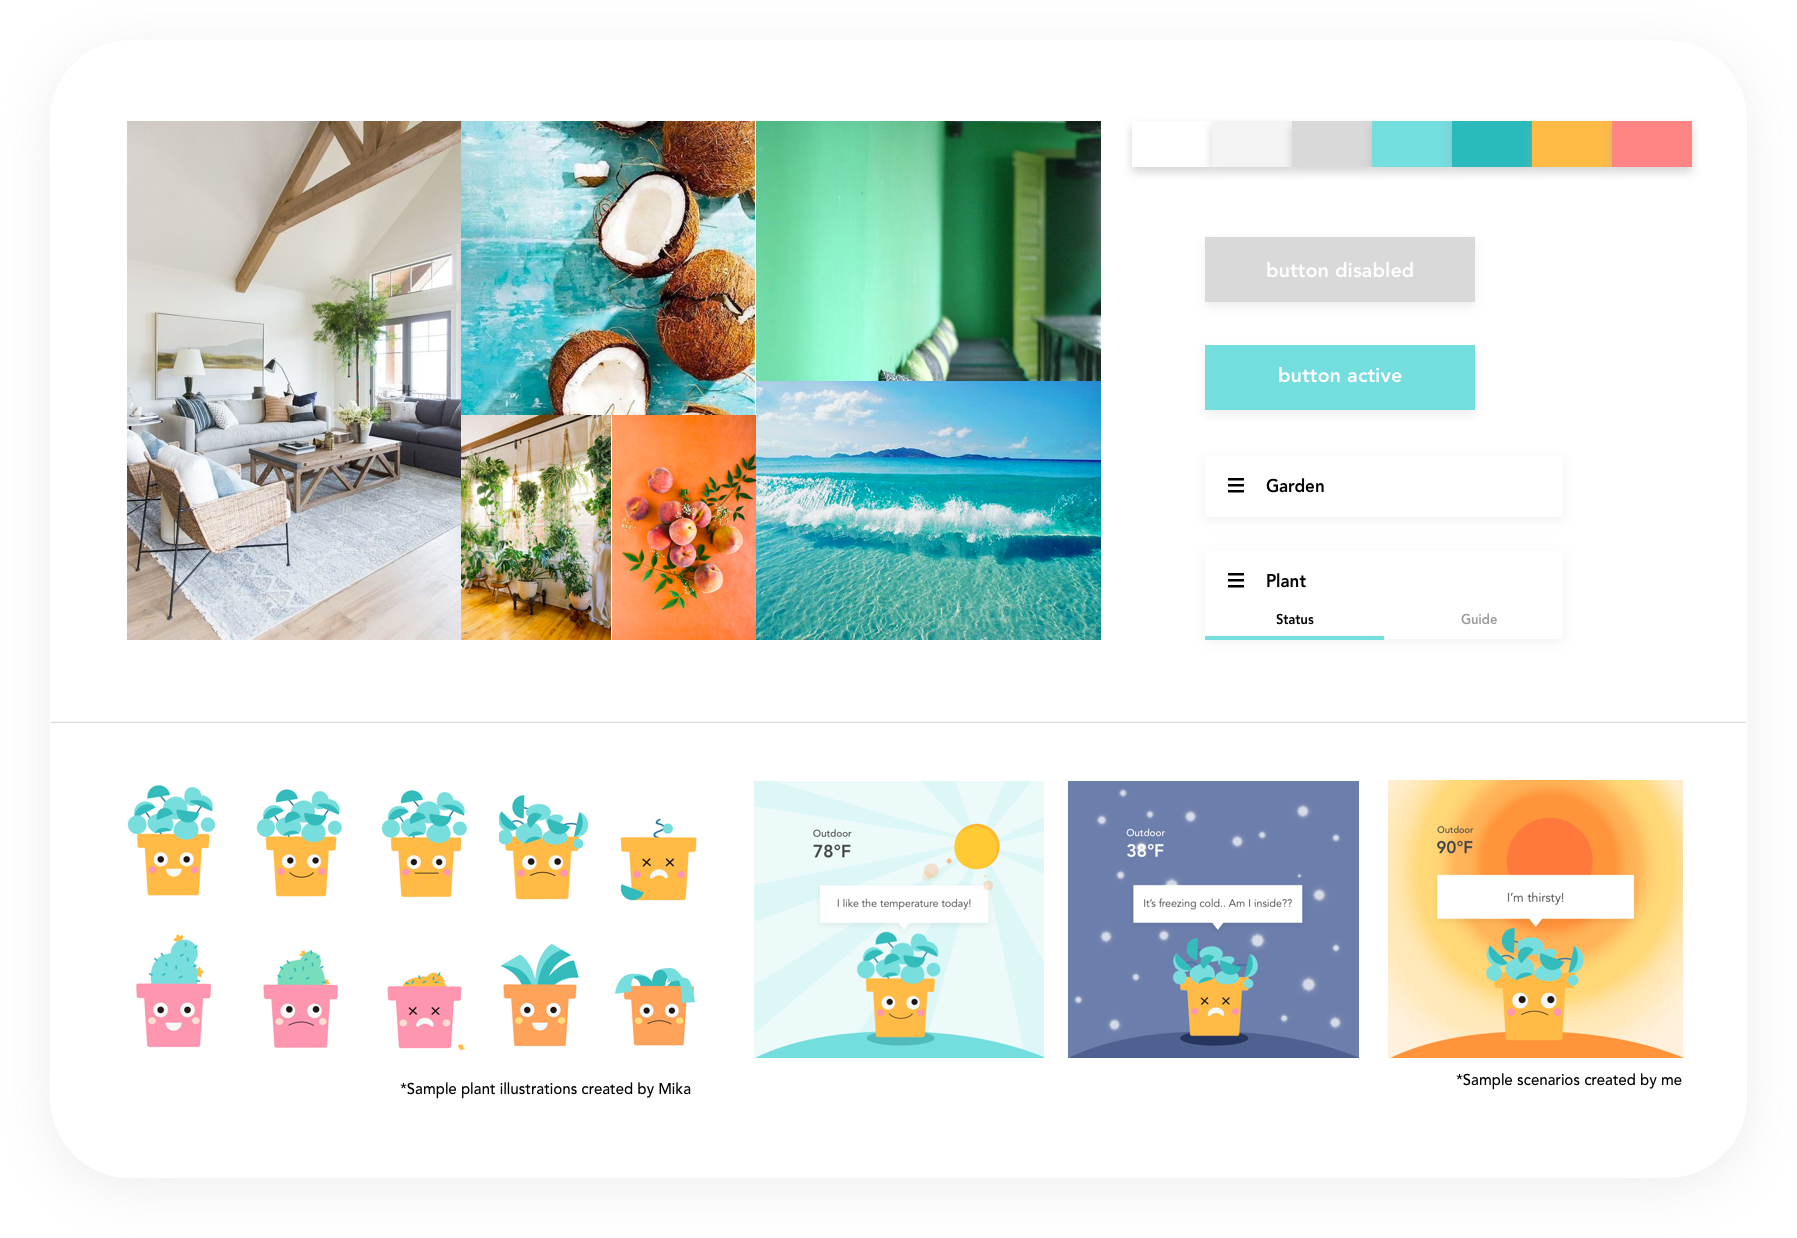 button disabled
button active
Garden
Plant
Status
Guide
Outdoor
78°F
I like the temperature today!
Outdoor
38°F
It's freezing cold.. Am I inside??
Outdoor
90°F
I'm thirsty!
*Sample plant illustrations created by Mika
*Sample scenarios created by me